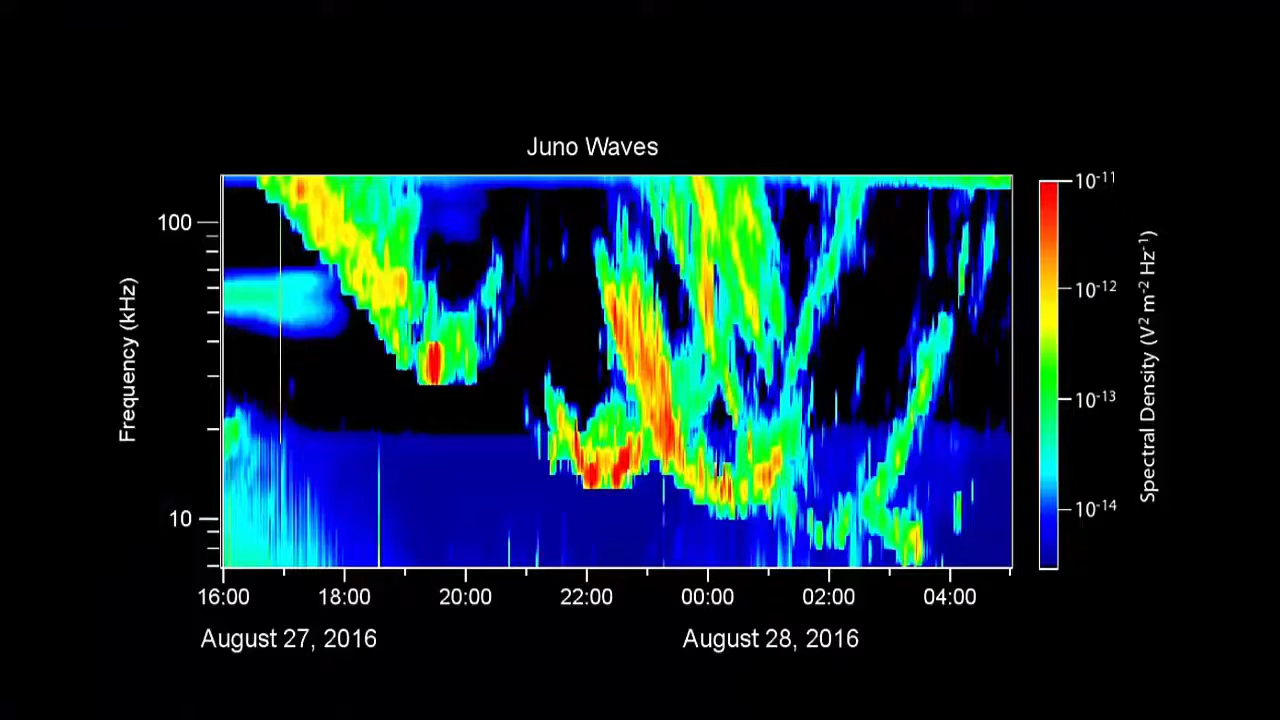 Juno Waves
10⁻¹¹
100
10⁻¹²
Frequency (kHz)
Spectral Density (V² m⁻² Hz⁻¹)
10⁻¹³
10
10⁻¹⁴
16:00 18:00 20:00 22:00 00:00 02:00 04:00
August 27, 2016 August 28, 2016